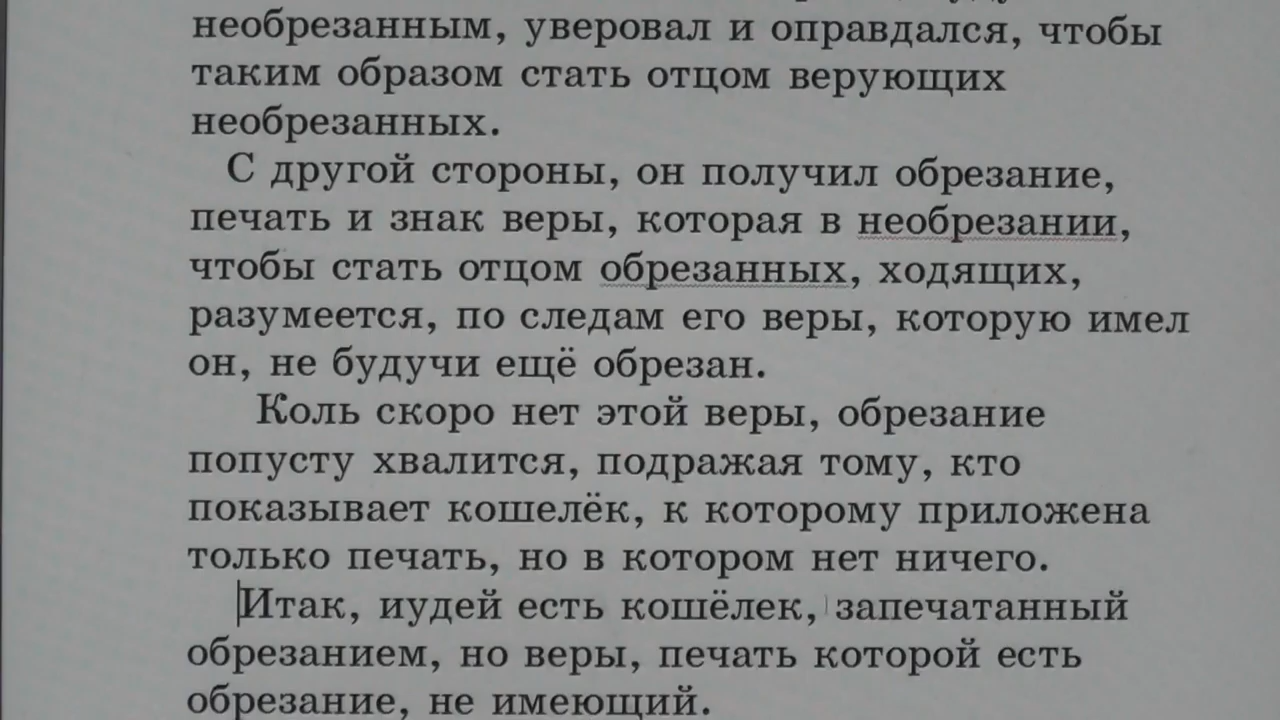 необрезанным, уверовал и оправдался, чтобы
таким образом стать отцом верующих
необрезанных.
С другой стороны, он получил обрезание,
печать и знак веры, которая в необрезании,
чтобы стать отцом обрезанных, ходящих,
разумеется, по следам его веры, которую имел
он, не будучи ещё обрезан.
Коль скоро нет этой веры, обрезание
попусту хвалится, подражая тому, кто
показывает кошелёк, к которому приложена
только печать, но в котором нет ничего.
Итак, иудей есть кошёлек, запечатанный
обрезанием, но веры, печать которой есть
обрезание, не имеющий.